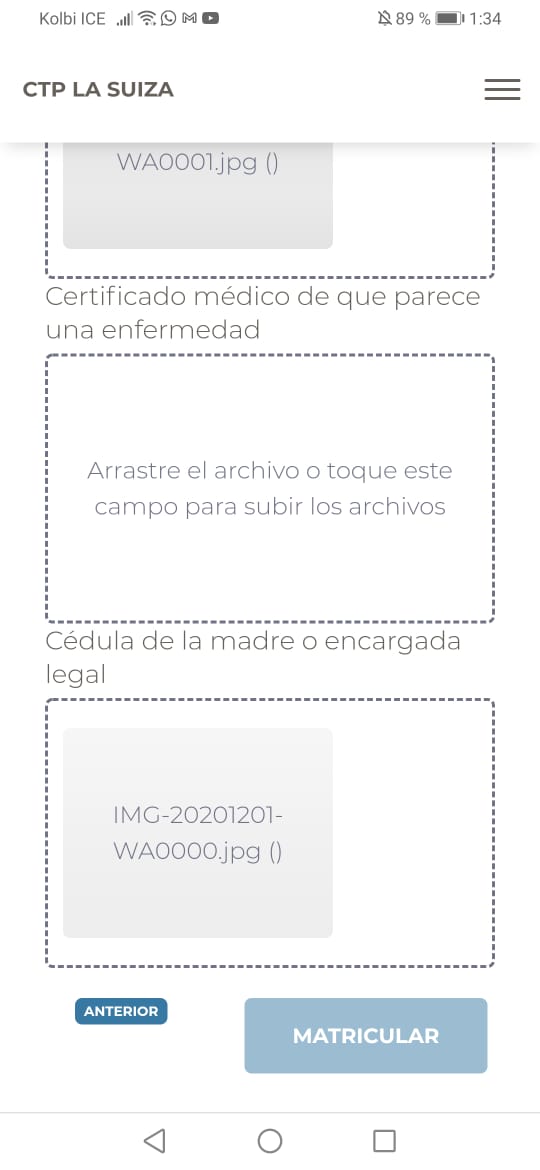 Kolbi ICE 89 % 1:34
CTP LA SUIZA
WA0001.jpg ()
Certificado médico de que parece
una enfermedad
Arrastre el archivo o toque este
campo para subir los archivos
Cédula de la madre o encargada
legal
IMG-20201201-
WA0000.jpg ()
ANTERIOR
MATRICULAR